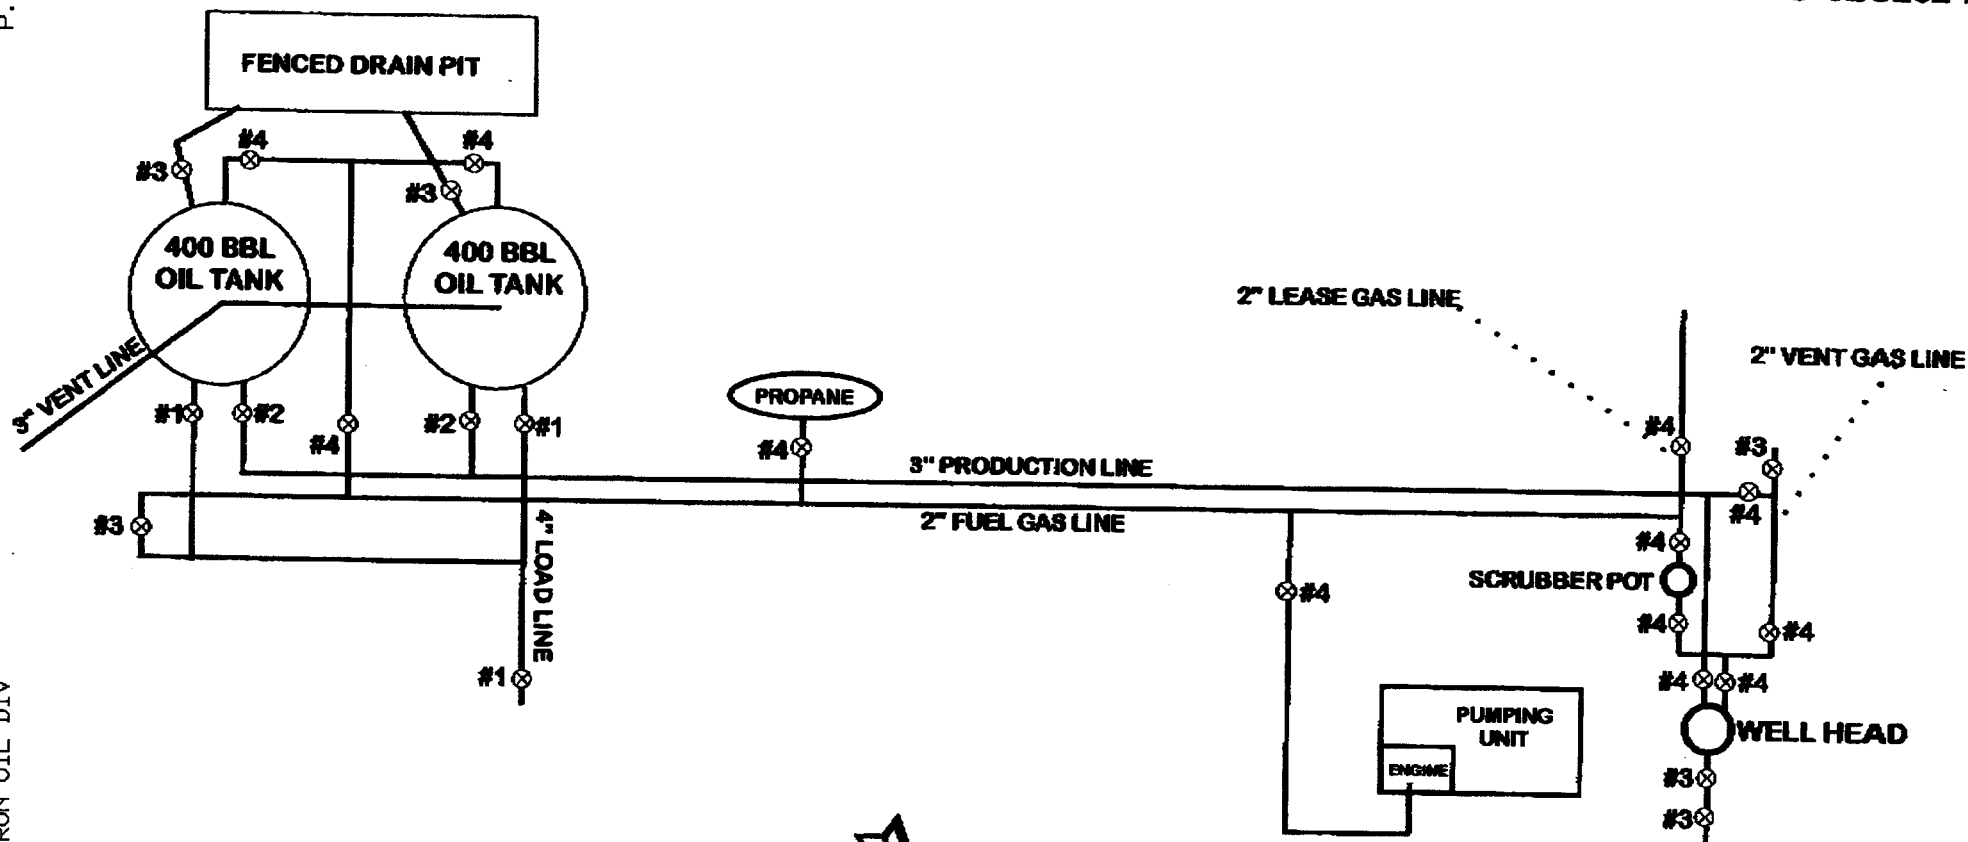 P.
FENCED DRAIN PIT
#4
#4
#3
#3
400 BBL
OIL TANK
400 BBL
OIL TANK
2" LEASE GAS LINE
2" VENT GAS LINE
3" VENT LINE
#1
#2
#4
#2
#1
PROPANE
#4
#4
#3
3" PRODUCTION LINE
#4
2" FUEL GAS LINE
#3
4" LOAD LINE
#4
SCRUBBER POT
#4
#4
#4
#1
#4
#4
PUMPING
UNIT
ENGINE
WELL HEAD
#3
#3
OIL DIV